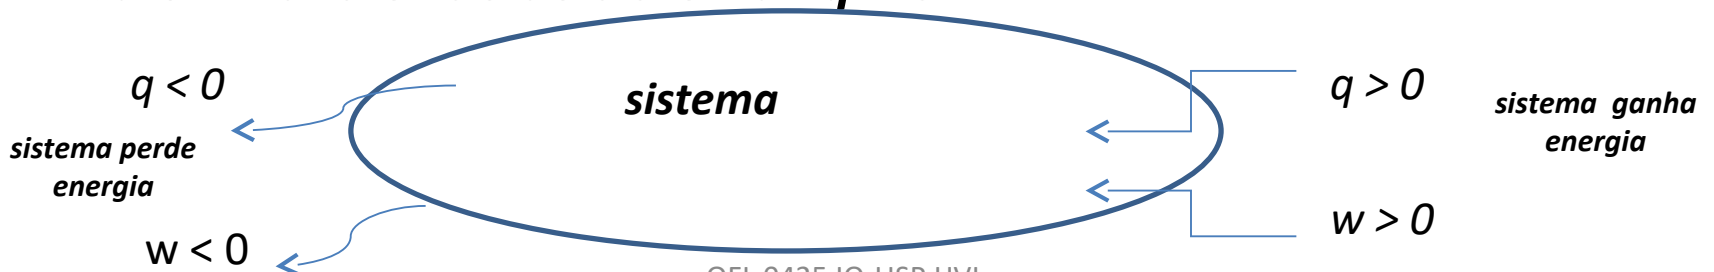 q < 0
sistema
q > 0
sistema ganha
energia
sistema perde
energia
w > 0
w < 0